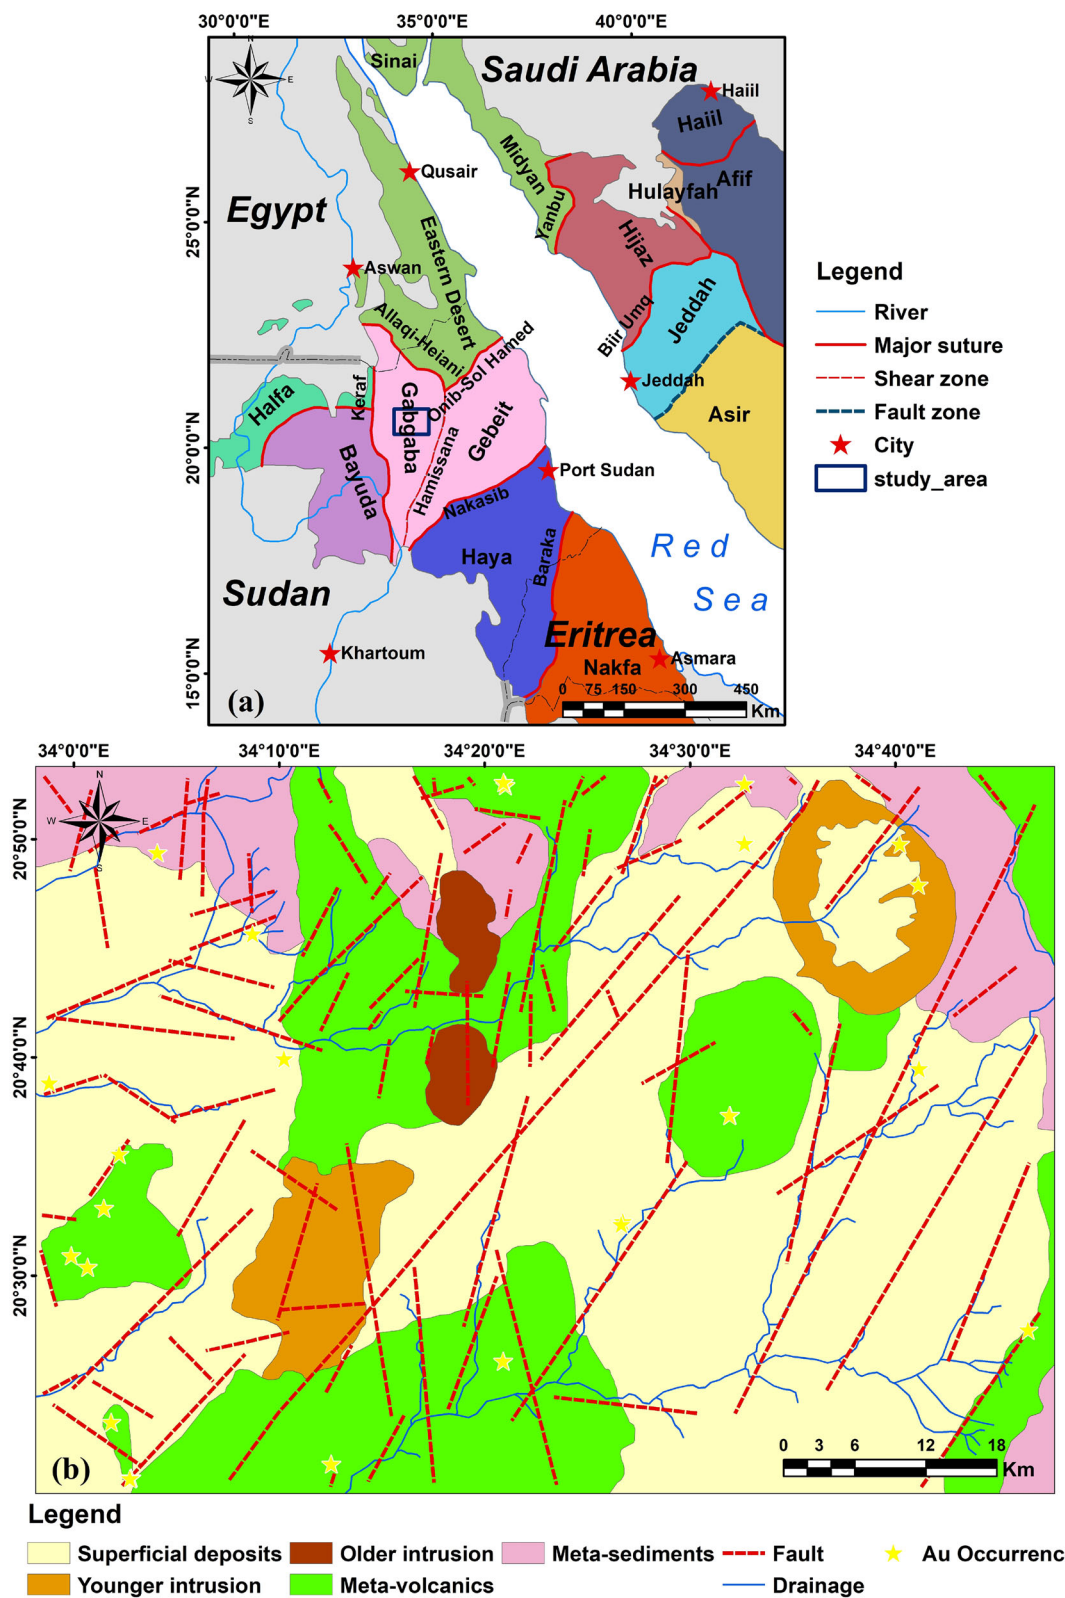 30°0'0"E 35°0'0"E 40°0'0"E
Sinai
Saudi Arabia
N
W E
S
Haiil
Haiil
Midyan
Afif
Qusair
Hulayfah
Egypt
Yanbu
25°0'0"N
Eastern Desert
Hijaz
Aswan
Legend
River
Major suture
Shear zone
Fault zone
City
study_area
Jeddah
Allaqi-Heiani
Biir Umq
Onib-Sol Hamed
Keraf
Jeddah
Halfa
Gabgaba
Asir
Gebeit
20°0'0"N
Bayuda
Hamissana
Port Sudan
Nakasib
Haya
Baraka
Red
Sea
Sudan
Eritrea
Khartoum
Nakfa
Asmara
15°0'0"N
(a)
0 75 150 300 450
Km
34°0'0"E 34°10'0"E 34°20'0"E 34°30'0"E 34°40'0"E
N
W E
S
20°50'0"N
20°40'0"N
20°30'0"N
(b)
0 3 6 12 18
Km
Legend
Superficial deposits Older intrusion Meta-sediments Fault Au Occurrenc
Younger intrusion Meta-volcanics Drainage